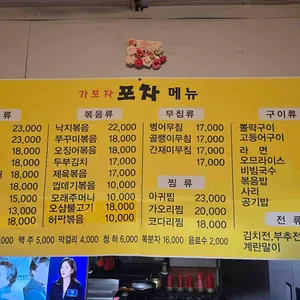 가보자 포차 메뉴
류
23,000
23,000
18,000
18,000
18,000
18,000
15,000
13,000
18,000
볶음류
낙지볶음 22,000
쭈꾸미볶음 18,000
오징어볶음 18,000
두부김치 17,000
제육볶음 17,000
껍데기볶음 10,000
모래주머니 10,000
오삼불고기 18,000
허파볶음 10,000
무침류
병어무침 17,000
골뱅이무침 17,000
간재미무침 17,000
17,000
찜류
아귀찜 23,000
가오리찜 20,000
코다리찜 18,000
구이류
뽈락구이
고등어구이
라면
오므라이스
비빔국수
볶음밥
사리
공기밥
전류
김치전,부추전
계란말이
,000 맥주 5,000 막걸리 4,000 청하 6,000 복분자 16,000 음료수 2,000